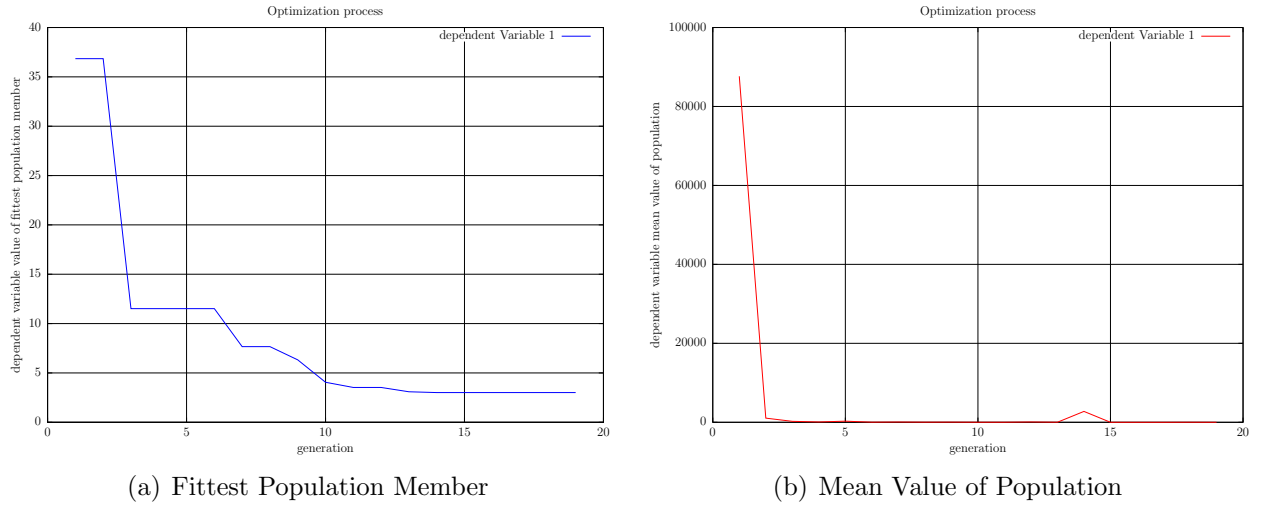 Optimization process
dependent Variable 1
dependent variable value of fittest population member
40
35
30
25
20
15
10
5
0
0 5 10 15 20
generation
(a) Fittest Population Member
Optimization process
dependent Variable 1
dependent variable mean value of population
100000
80000
60000
40000
20000
0
0 5 10 15 20
generation
(b) Mean Value of Population